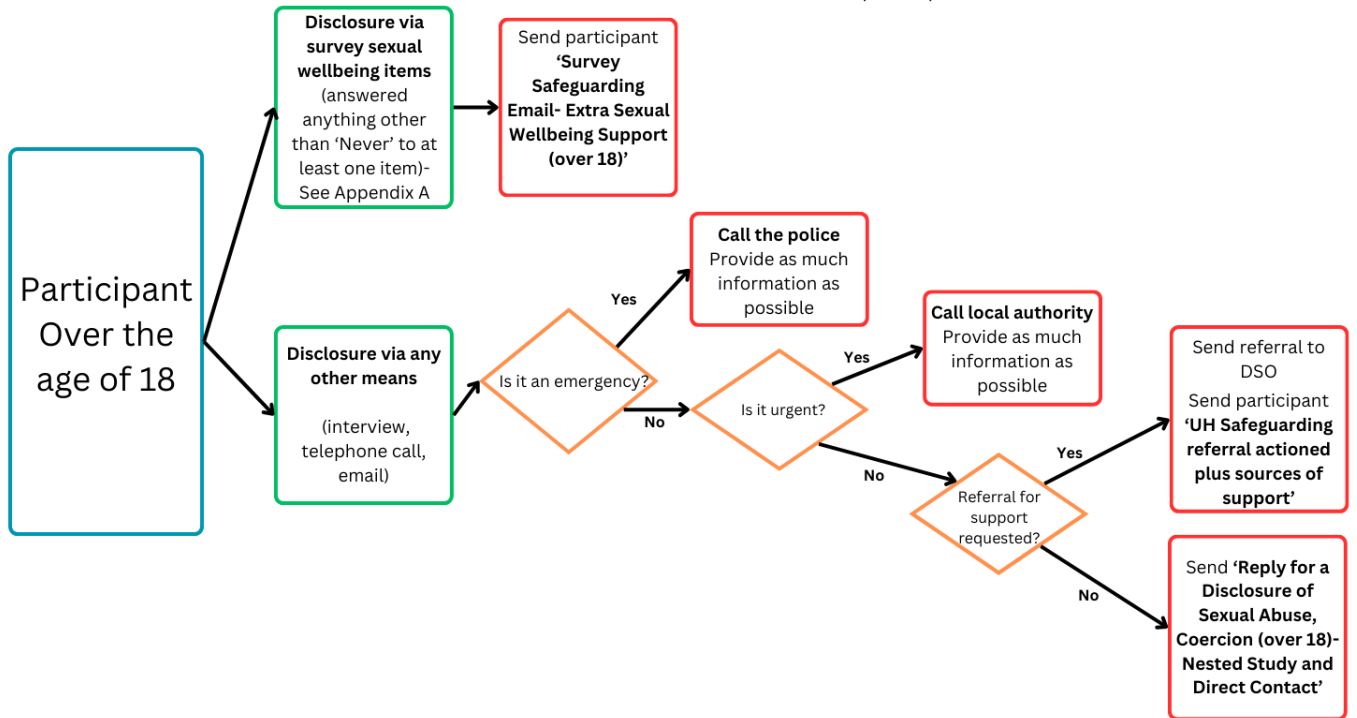 Disclosure via
survey sexual
wellbeing items
(answered
anything other
than ‘Never’ to at
least one item)-
See Appendix A
Send participant
‘Survey
Safeguarding
Email- Extra Sexual
Wellbeing Support
(over 18)’
Participant
Over the
age of 18
Disclosure via any
other means
(interview,
telephone call,
email)
Is it an emergency?
Yes
No
Call the police
Provide as much
information as
possible
Is it urgent?
Yes
No
Call local authority
Provide as much
information as
possible
Referral for
support
requested?
Yes
No
Send referral to
DSO
Send participant
‘UH Safeguarding
referral actioned
plus sources of
support’
Send ‘Reply for a
Disclosure of
Sexual Abuse,
Coercion (over 18)-
Nested Study and
Direct Contact’